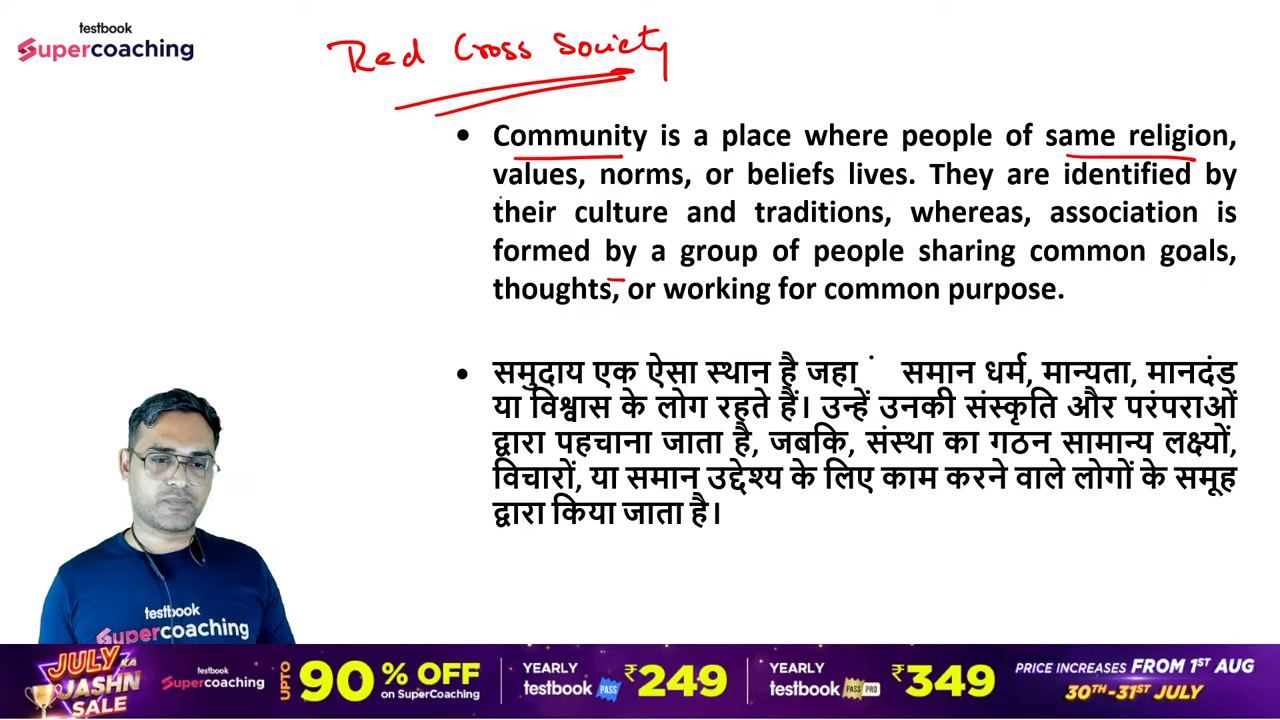 testbook
Supercoaching
Red Cross Society
• Community is a place where people of same religion,
values, norms, or beliefs lives. They are identified by
their culture and traditions, whereas, association is
formed by a group of people sharing common goals,
thoughts, or working for common purpose.
• समुदाय एक ऐसा स्थान है जहा ं समान धर्म, मान्यता, मानदंड
या विश्वास के लोग रहते हैं। उन्हें उनकी संस्कृति और परंपराओं
द्वारा पहचाना जाता है, जबकि, संस्था का गठन सामान्य लक्ष्यों,
विचारों, या समान उद्देश्य के लिए काम करने वाले लोगों के समूह
द्वारा किया जाता है।
testbook
Supercoaching
JULY KA
JASHN
SALE
testbook
Supercoaching
UPTO
90% OFF
on SuperCoaching
YEARLY
testbook PASS
₹249
YEARLY
testbook PASS PRO
₹349
PRICE INCREASES FROM 1ST AUG
30TH-31ST JULY